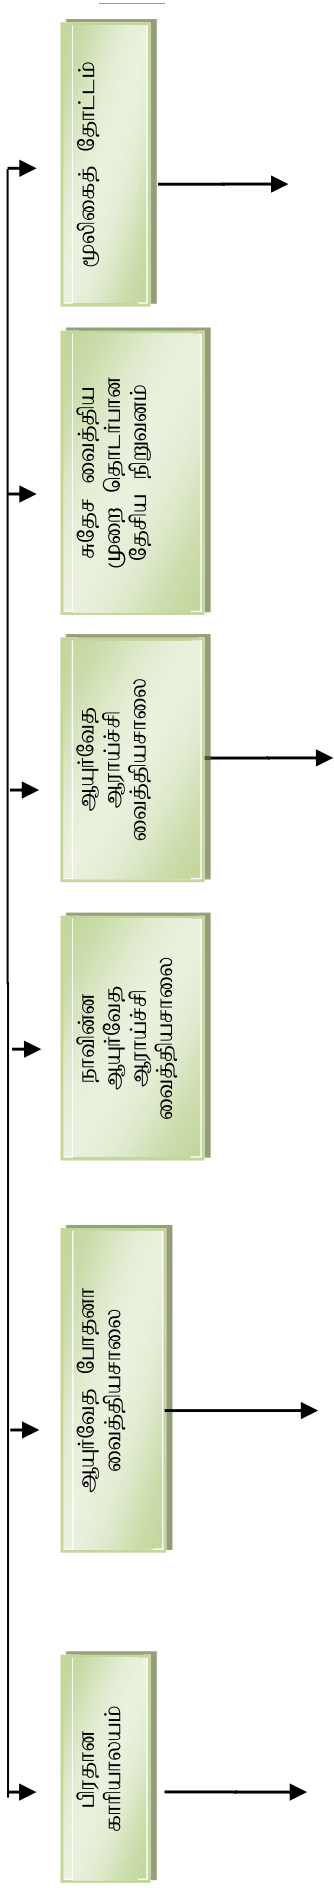 பிரதான
காரியாலயம்
ஆயுர்வேத போதனா
வைத்தியசாலை
நாவின்ன
ஆயுர்வேத
ஆராய்ச்சி
வைத்தியசாலை
ஆயுர்வேத
ஆராய்ச்சி
வைத்தியசாலை
சுதேச வைத்திய
முறை தொடர்பான
தேசிய நிறுவனம்
மூலிகைத் தோட்டம்